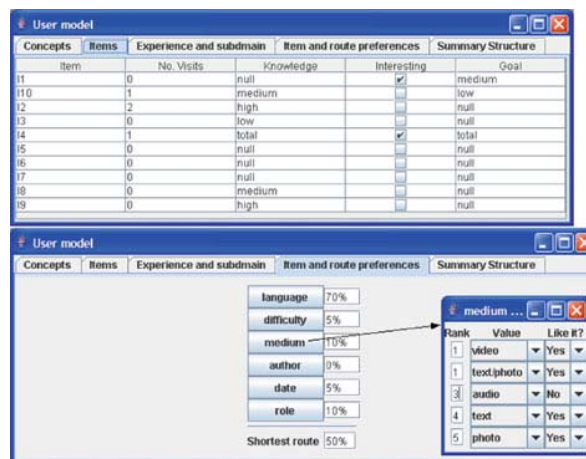 User model
Concepts Items Experience and subdmain Item and route preferences Summary Structure
Item No. Visits Knowledge Interesting Goal
I1 0 null medium
I10 1 medium low
I2 2 high null
I3 0 low null
I4 1 total total
I5 0 null null
I6 0 null null
I7 0 null null
I8 0 medium null
I9 0 high null
User model
Concepts Items Experience and subdmain Item and route preferences Summary Structure
language 70%
difficulty 5%
medium 10%
author 0%
date 5%
role 10%
Shortest route 50%
medium ...
Rank Value Like it?
1 video Yes
1 text/photo Yes
3 audio No
4 text Yes
5 photo Yes